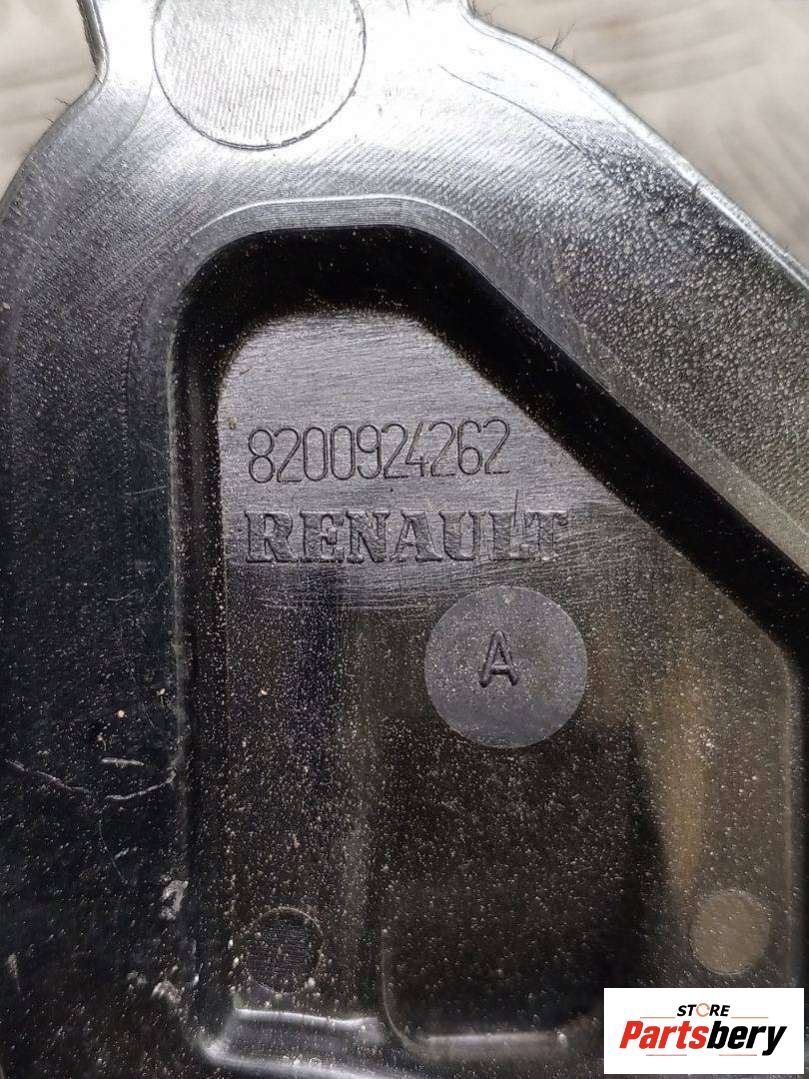 8200924262
RENAULT
A
STORE
Partsbery